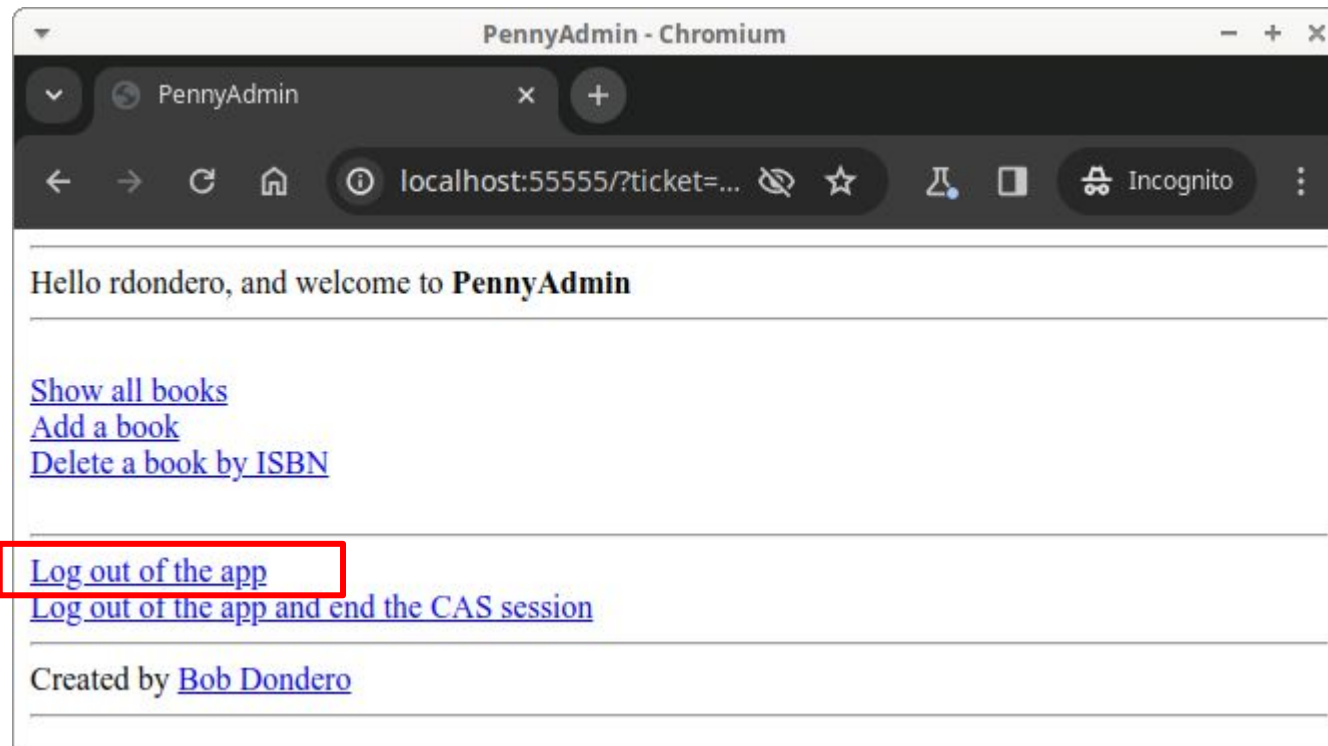 PennyAdmin - Chromium
PennyAdmin
localhost:55555/?ticket=...
Incognito
Hello rdondero, and welcome to PennyAdmin
Show all books
Add a book
Delete a book by ISBN
Log out of the app
Log out of the app and end the CAS session
Created by Bob Dondero